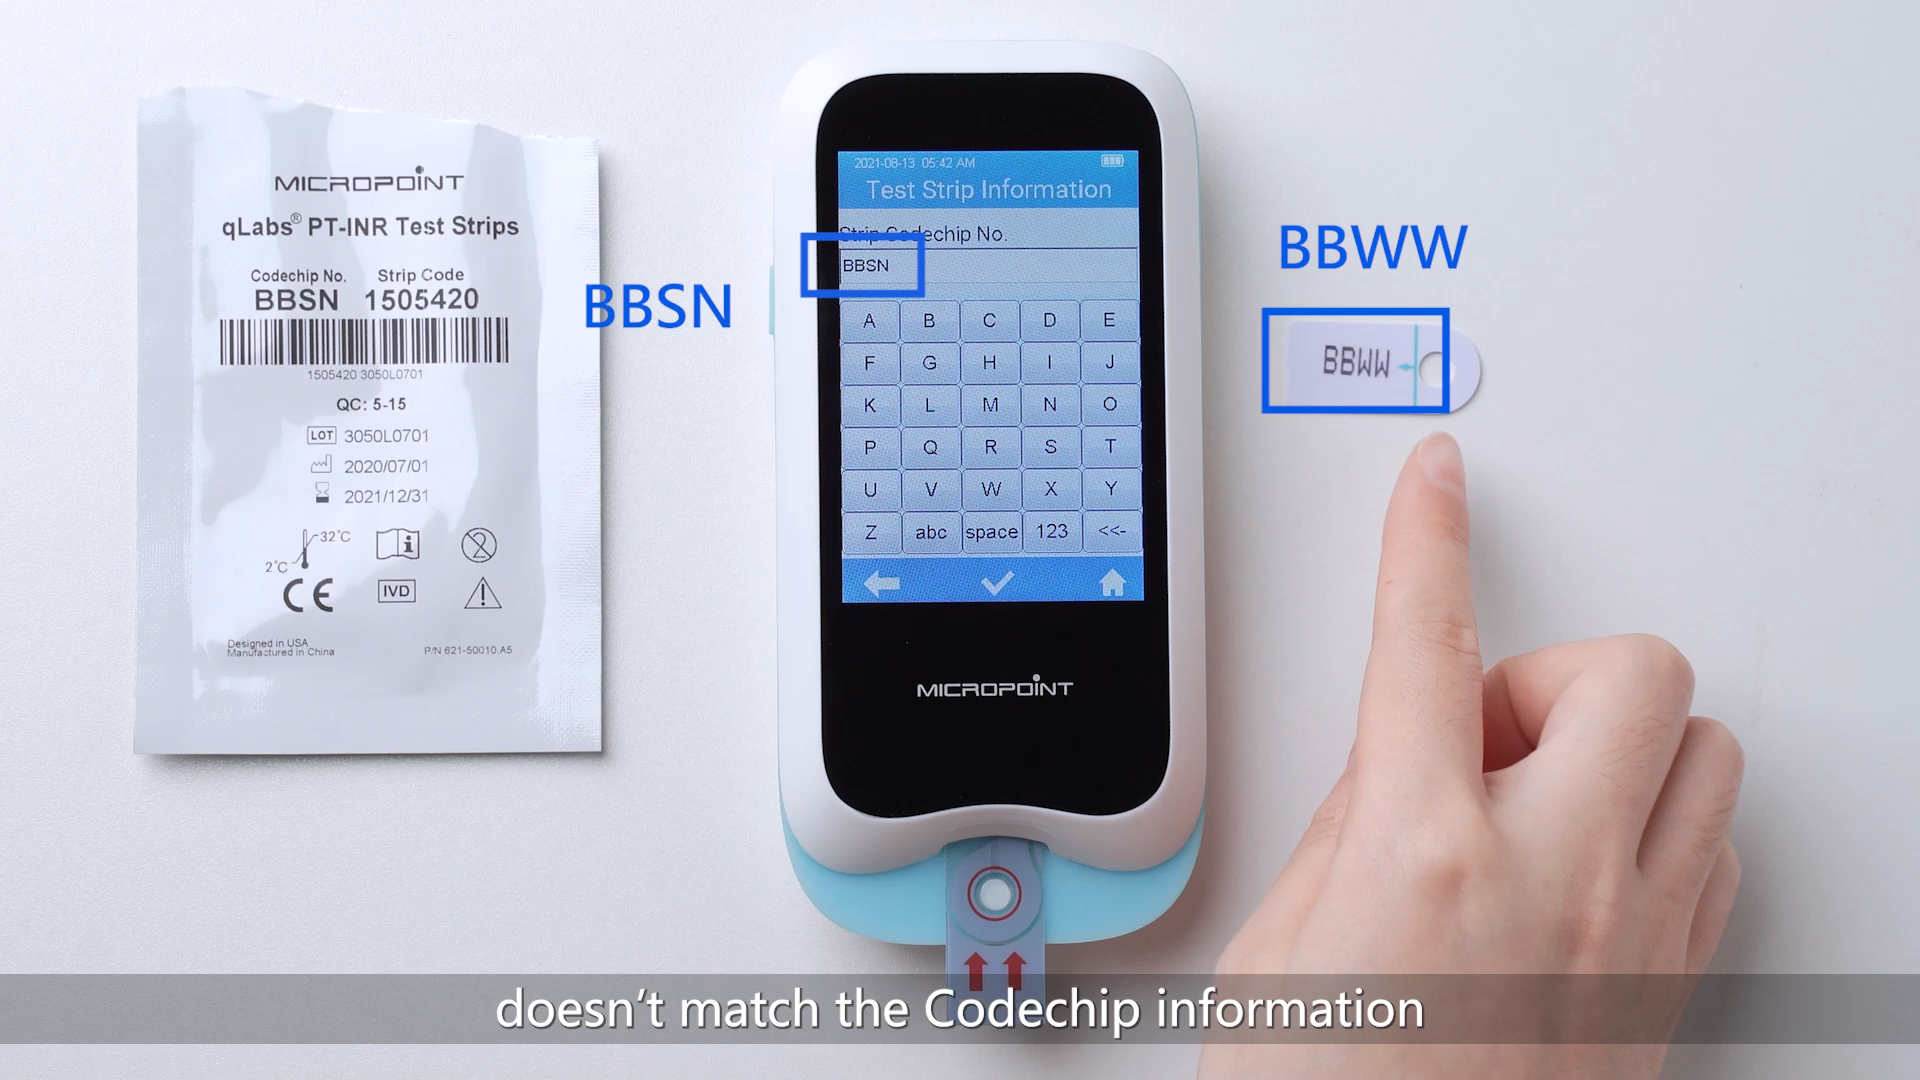 MICROPOINT
qLabs® PT-INR Test Strips
Codechip No. Strip Code
BBSN 1505420
1505420 3050L0701
QC: 5-15
LOT 3050L0701
2020/07/01
2021/12/31
2°C 32°C
CE IVD
Designed in USA
Manufactured in China
P/N 621-50010.A5
BBSN
2021-08-13 05:42 AM
Test Strip Information
Strip Codechip No.
BBSN
A B C D E
F G H I J
K L M N O
P Q R S T
U V W X Y
Z abc space 123 <<-
MICROPOINT
BBWW
BBWW
doesn't match the Codechip information